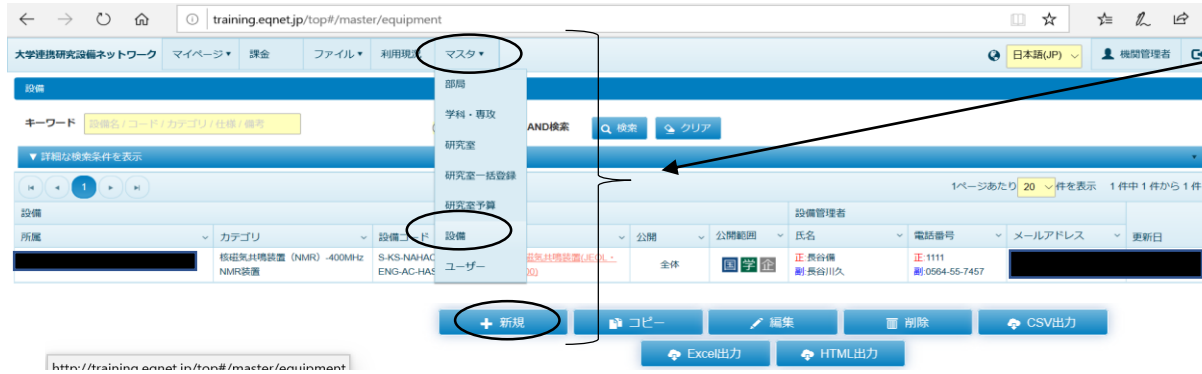 training.eqnet.jp/top#/master/equipment
大学連携研究設備ネットワーク マイページ▼ 課金 ファイル▼ 利用現況 マスタ▼ 日本語(JP) 機関管理者
設備
部局
学科・専攻
研究室
研究室一括登録
研究室予算
設備
ユーザー
キーワード 設備名 / コード / カテゴリ / 仕様 / 備考 AND検索 検索 クリア
▼ 詳細な検索条件を表示
1 1ページあたり 20 件を表示 1 件中 1 件から 1 件
設備 設備管理者
所属 カテゴリ 設備コード 公開 公開範囲 氏名 電話番号 メールアドレス 更新日
核磁気共鳴装置 (NMR) -400MHz S-KS-NAHAC 磁気共鳴装置(JEOL・ 全体 国 学 企 正:長谷備 正:1111
NMR装置 ENG-AC-HAS 00) 副:長谷川久 副:0564-55-7457
新規 コピー 編集 削除 CSV出力
Excel出力 HTML出力
http://training.eqnet.jp/top#/master/equipment